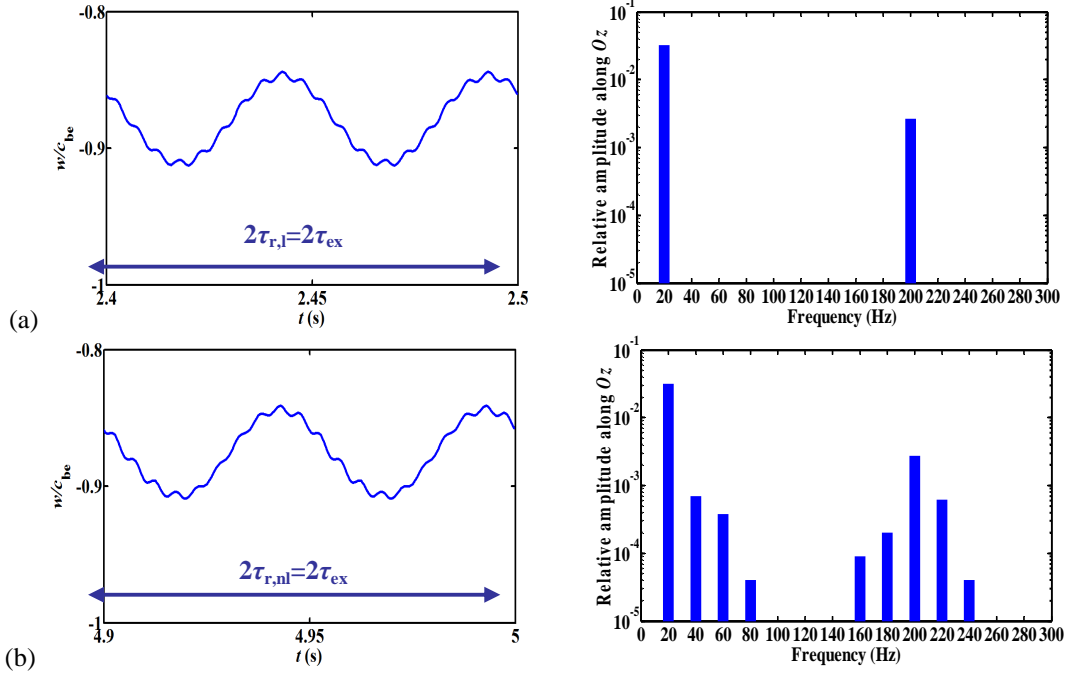 -0.8
-0.9
-1
w/c_be
2τ_r,l=2τ_ex
2.4 2.45 2.5
t (s)
10^-1
10^-2
10^-3
10^-4
10^-5
Relative amplitude along Oz
0 20 40 60 80 100 120 140 160 180 200 220 240 260 280 300
Frequency (Hz)
(a)
-0.8
-0.9
-1
w/c_be
2τ_r,nl=2τ_ex
4.9 4.95 5
t (s)
10^-1
10^-2
10^-3
10^-4
10^-5
Relative amplitude along Oz
0 20 40 60 80 100 120 140 160 180 200 220 240 260 280 300
Frequency (Hz)
(b)